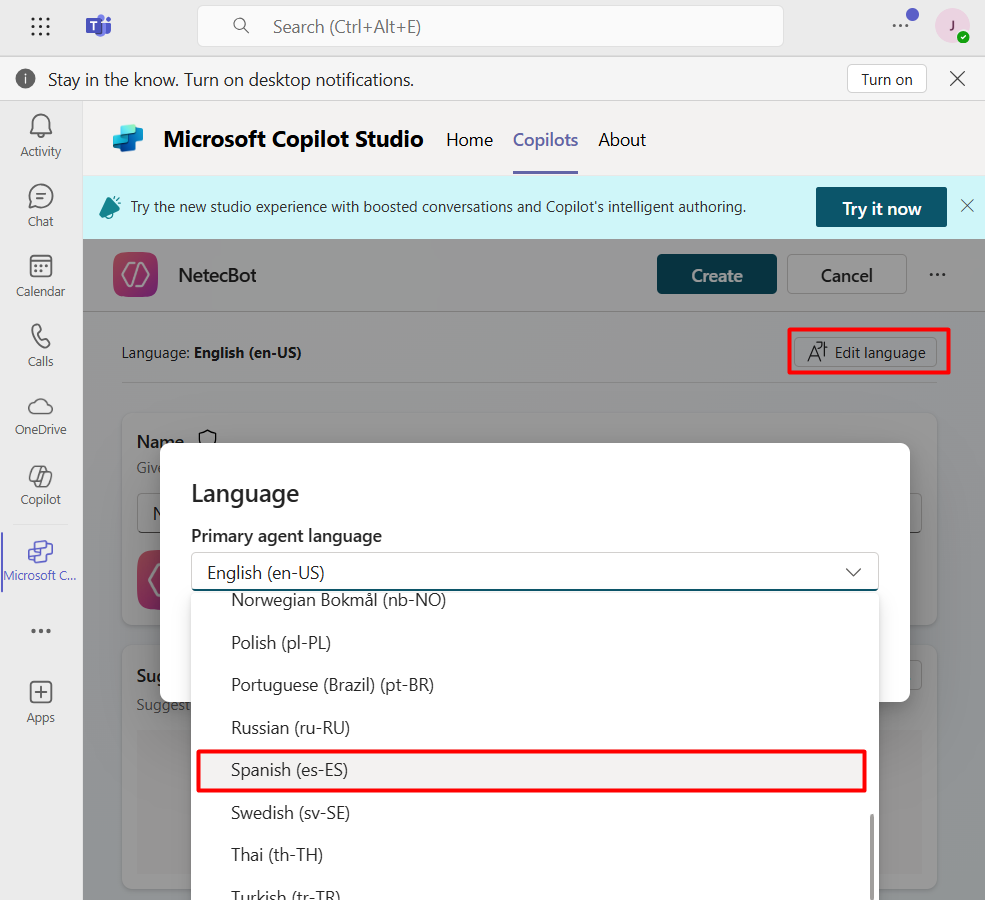 Search (Ctrl+Alt+E)
J
Stay in the know. Turn on desktop notifications.
Turn on
Activity
Chat
Calendar
Calls
OneDrive
Copilot
Microsoft C...
Apps
Microsoft Copilot Studio
Home
Copilots
About
Try the new studio experience with boosted conversations and Copilot's intelligent authoring.
Try it now
NetecBot
Create
Cancel
Language: English (en-US)
Edit language
Name
Give
N
Language
Primary agent language
English (en-US)
Norwegian Bokmål (nb-NO)
Polish (pl-PL)
Portuguese (Brazil) (pt-BR)
Russian (ru-RU)
Spanish (es-ES)
Swedish (sv-SE)
Thai (th-TH)
Turkish (tr-TR)
Sug
Suggest